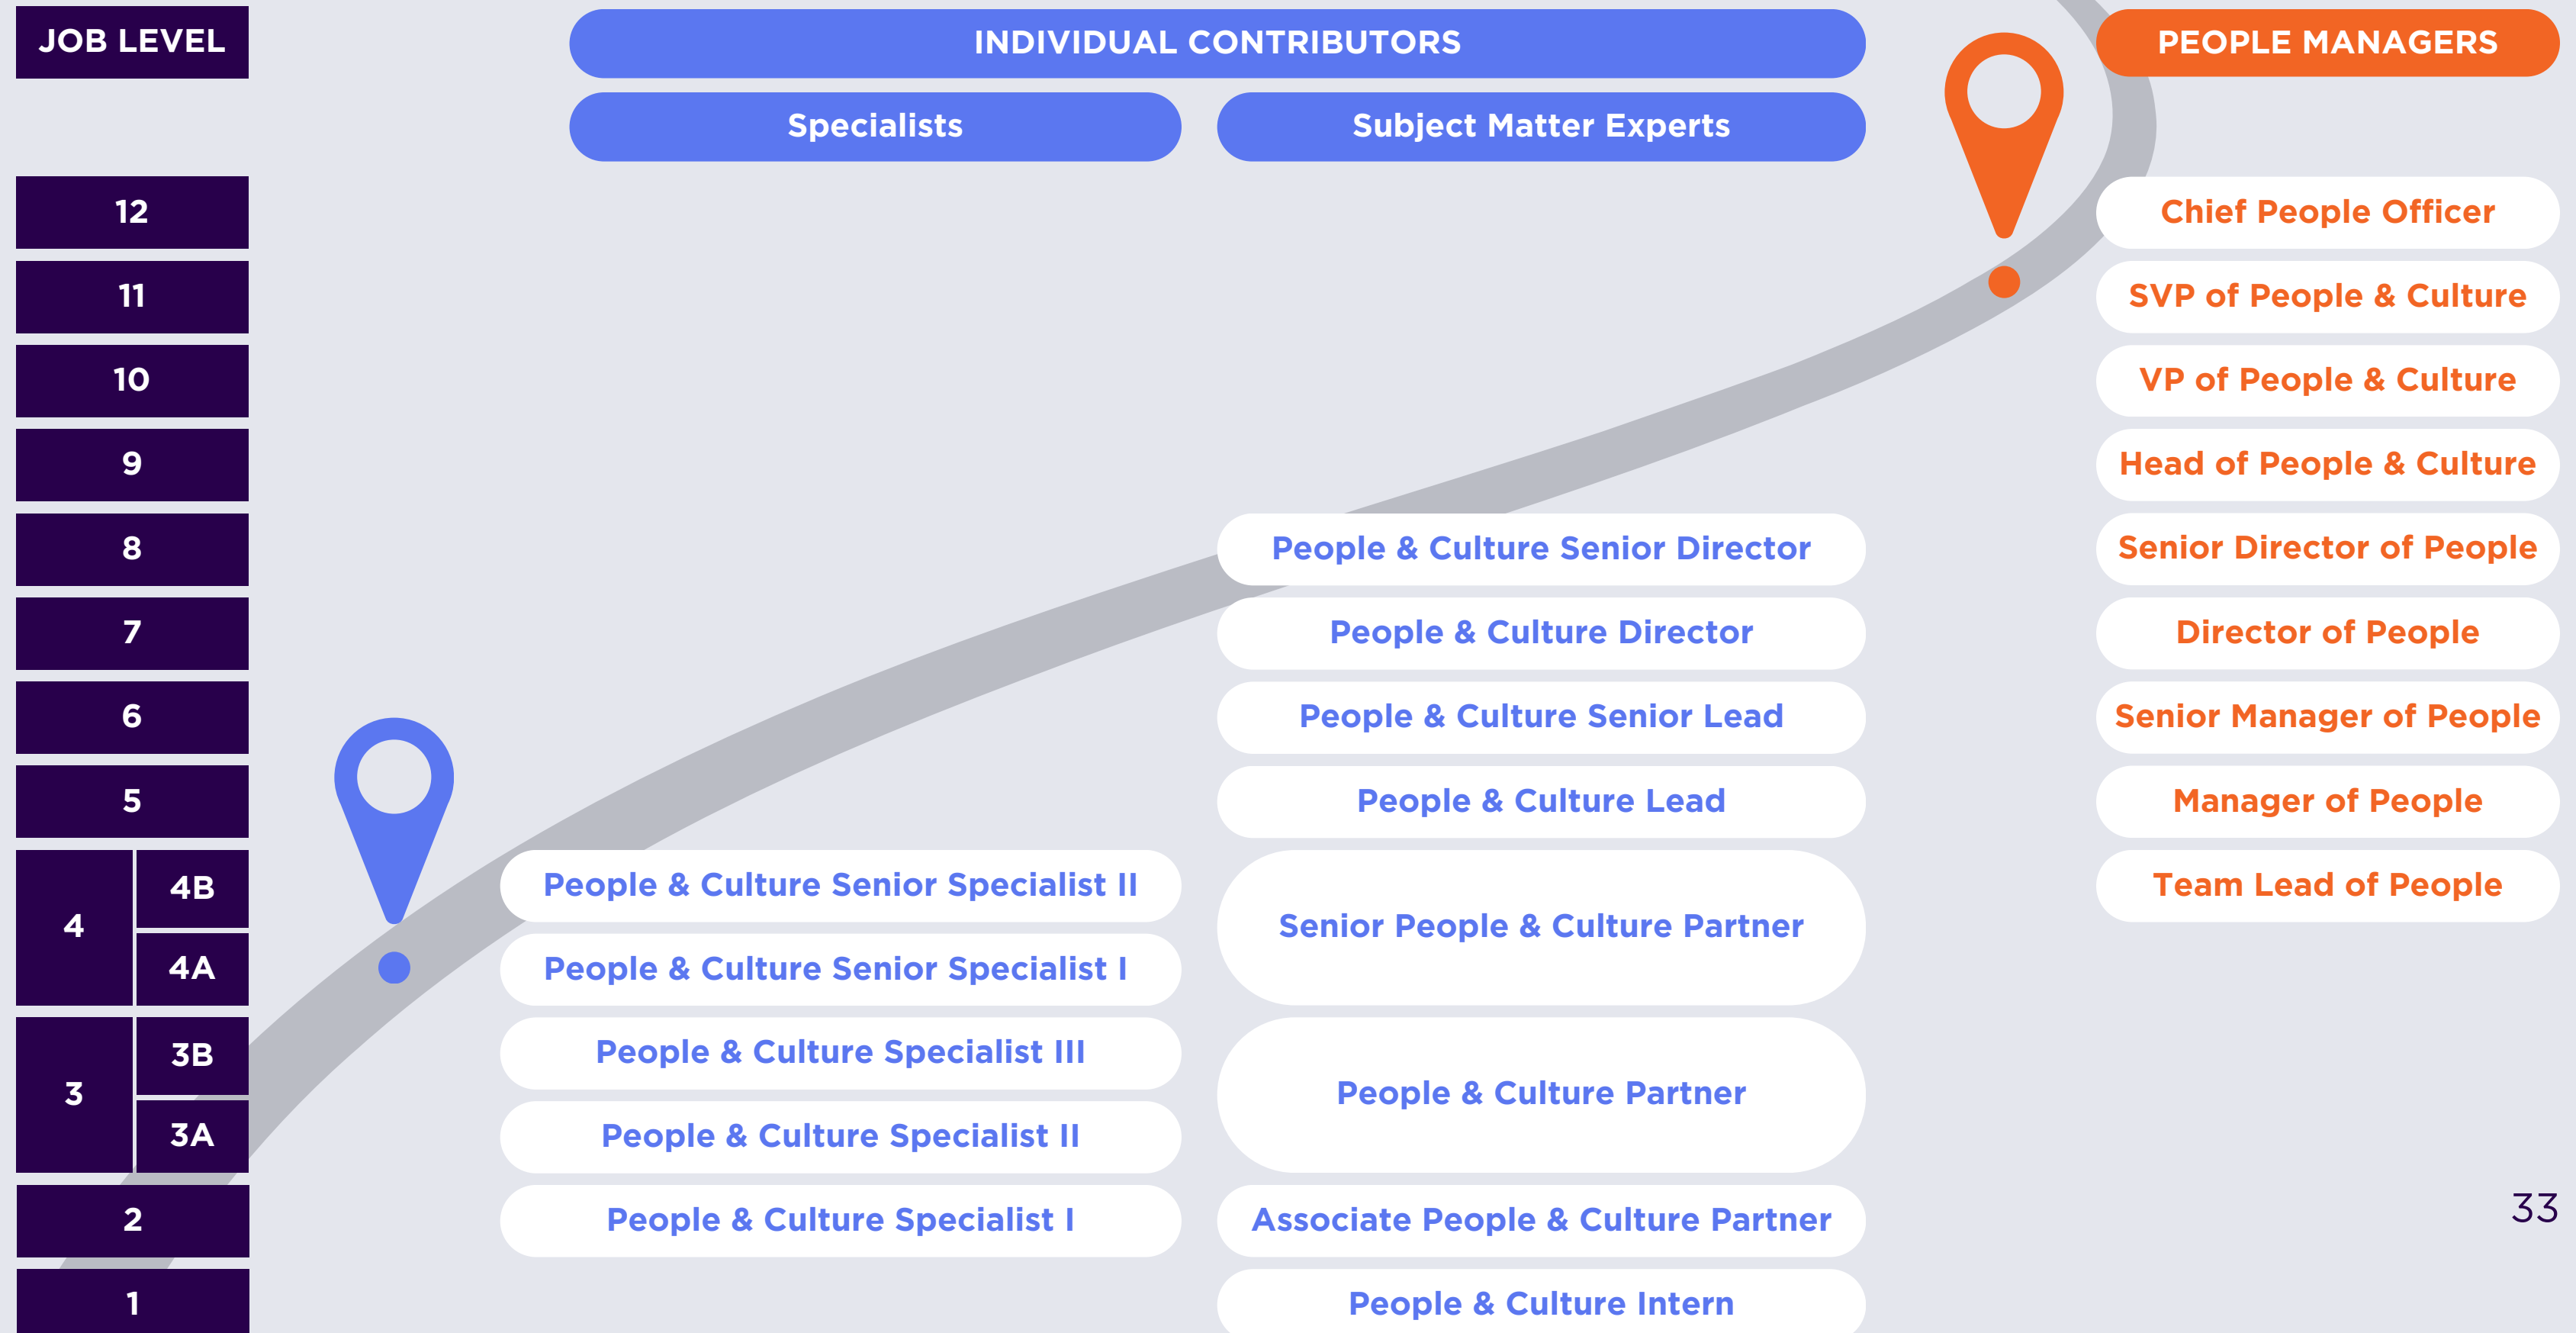 JOB LEVEL
INDIVIDUAL CONTRIBUTORS
PEOPLE MANAGERS
Specialists
Subject Matter Experts
12
Chief People Officer
11
SVP of People & Culture
10
VP of People & Culture
9
Head of People & Culture
8
People & Culture Senior Director
Senior Director of People
7
People & Culture Director
Director of People
6
People & Culture Senior Lead
Senior Manager of People
5
People & Culture Lead
Manager of People
4
4B
People & Culture Senior Specialist II
Senior People & Culture Partner
Team Lead of People
4A
People & Culture Senior Specialist I
3
3B
People & Culture Specialist III
People & Culture Partner
3A
People & Culture Specialist II
2
People & Culture Specialist I
Associate People & Culture Partner
33
1
People & Culture Intern